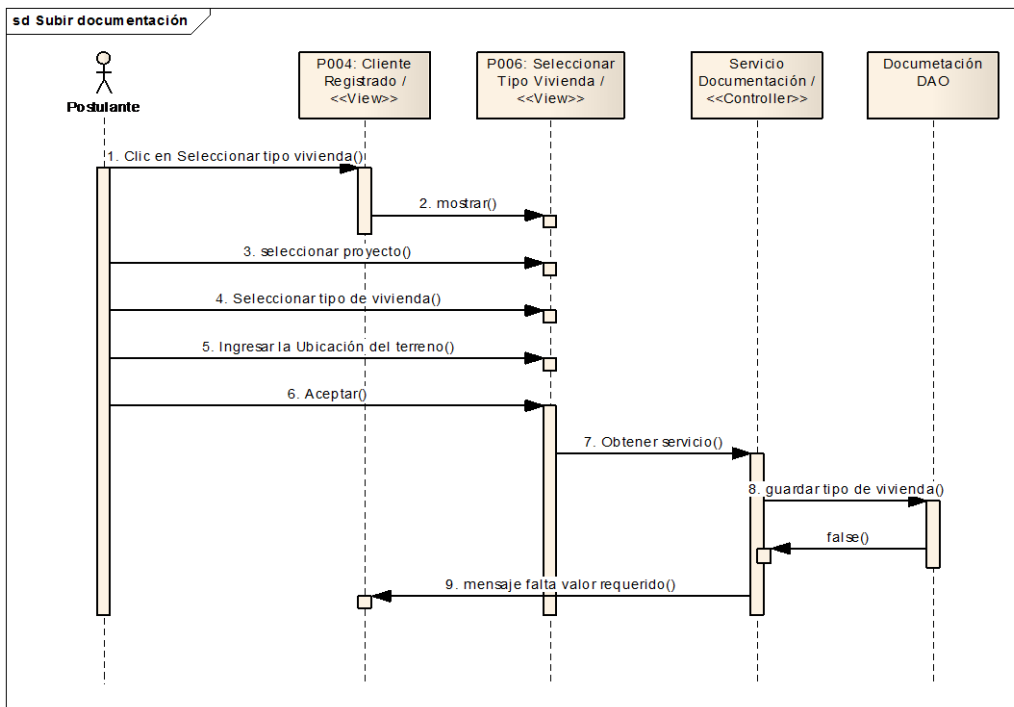 sd Subir documentación
Postulante
P004: Cliente
Registrado /
<<View>>
P006: Seleccionar
Tipo Vivienda /
<<View>>
Servicio
Documentación /
<<Controller>>
Documetación
DAO
1. Clic en Seleccionar tipo vivienda()
2. mostrar()
3. seleccionar proyecto()
4. Seleccionar tipo de vivienda()
5. Ingresar la Ubicación del terreno()
6. Aceptar()
7. Obtener servicio()
8. guardar tipo de vivienda()
false()
9. mensaje falta valor requerido()